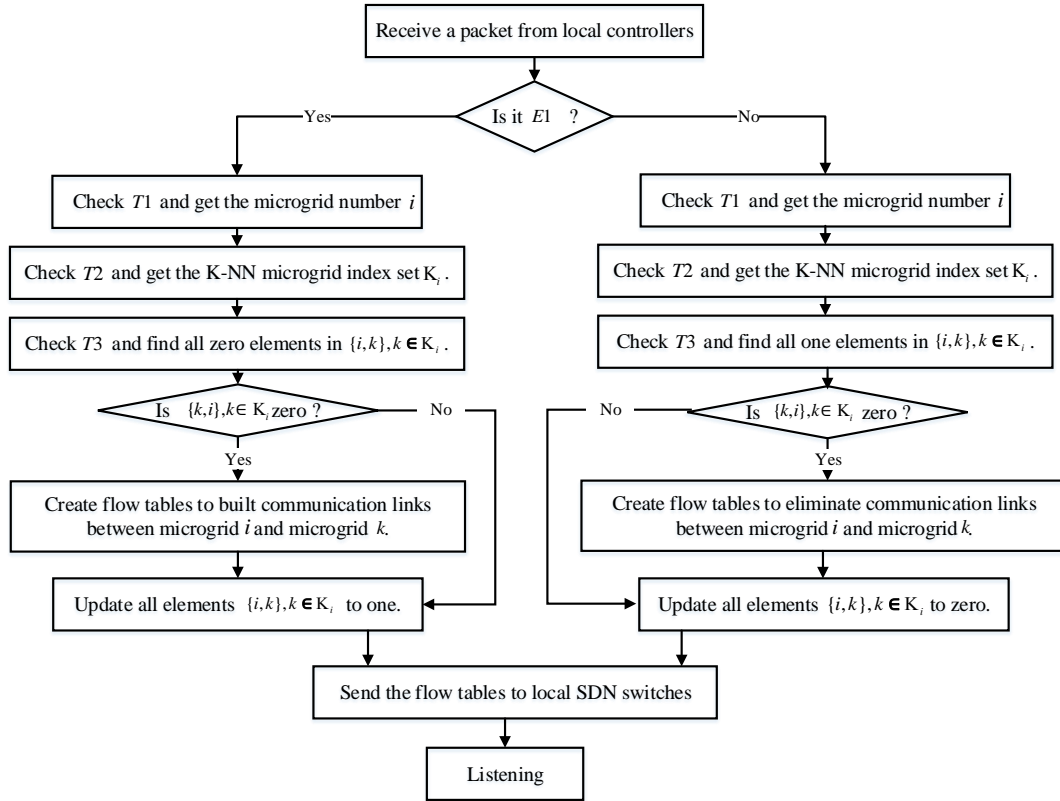 Receive a packet from local controllers
Is it E1 ?
Yes
No
Check T1 and get the microgrid number i
Check T2 and get the K-NN microgrid index set K_i .
Check T3 and find all zero elements in {i,k},k∈K_i .
Is {k,i},k∈ K_i zero ?
No
Yes
Create flow tables to built communication links
between microgrid i and microgrid k.
Update all elements {i,k},k∈K_i to one.
Check T1 and get the microgrid number i
Check T2 and get the K-NN microgrid index set K_i .
Check T3 and find all one elements in {i,k},k∈K_i .
No
Is {k,i},k∈ K_i zero ?
Yes
Create flow tables to eliminate communication links
between microgrid i and microgrid k.
Update all elements {i,k},k∈K_i to zero.
Send the flow tables to local SDN switches
Listening